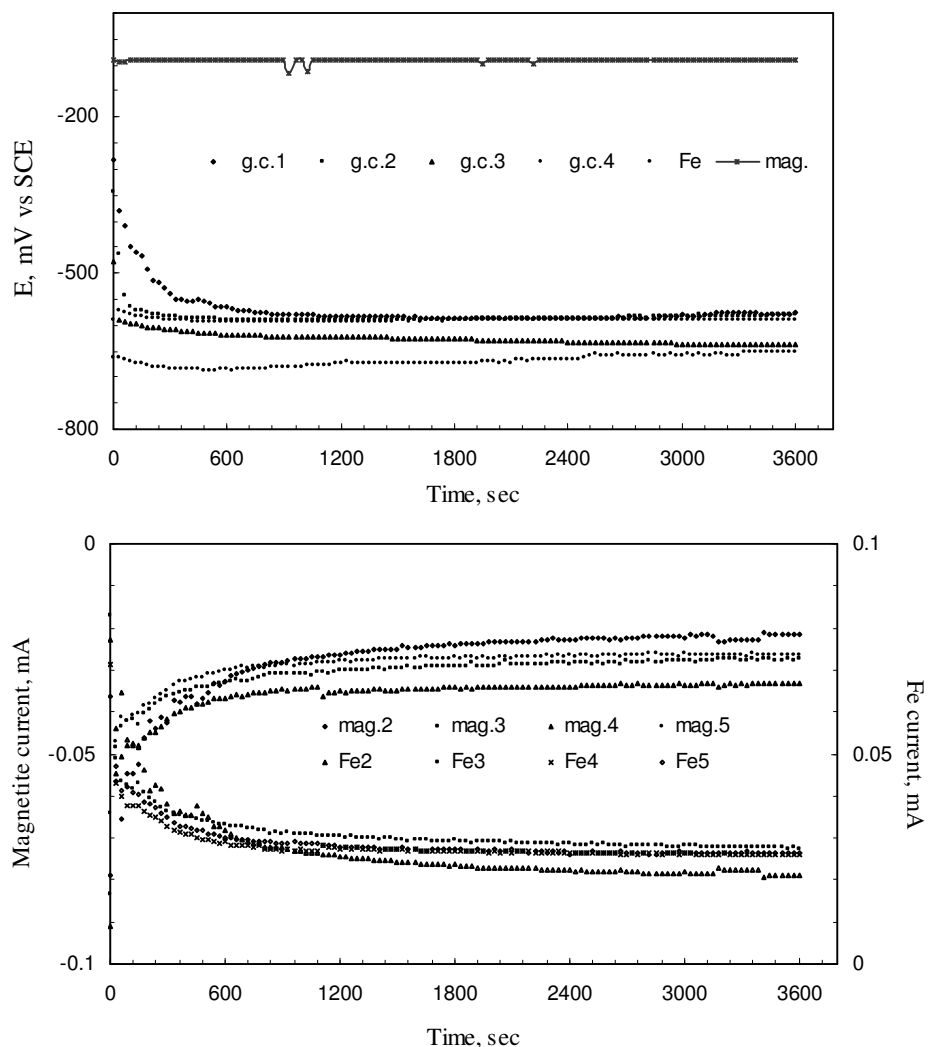 -200
-500
-800
E, mV vs SCE
g.c.1 g.c.2 g.c.3 g.c.4 Fe mag.
0 600 1200 1800 2400 3000 3600
Time, sec
0
-0.05
-0.1
Magnetite current, mA
0.1
0.05
0
Fe current, mA
mag.2 mag.3 mag.4 mag.5
Fe2 Fe3 Fe4 Fe5
0 600 1200 1800 2400 3000 3600
Time, sec